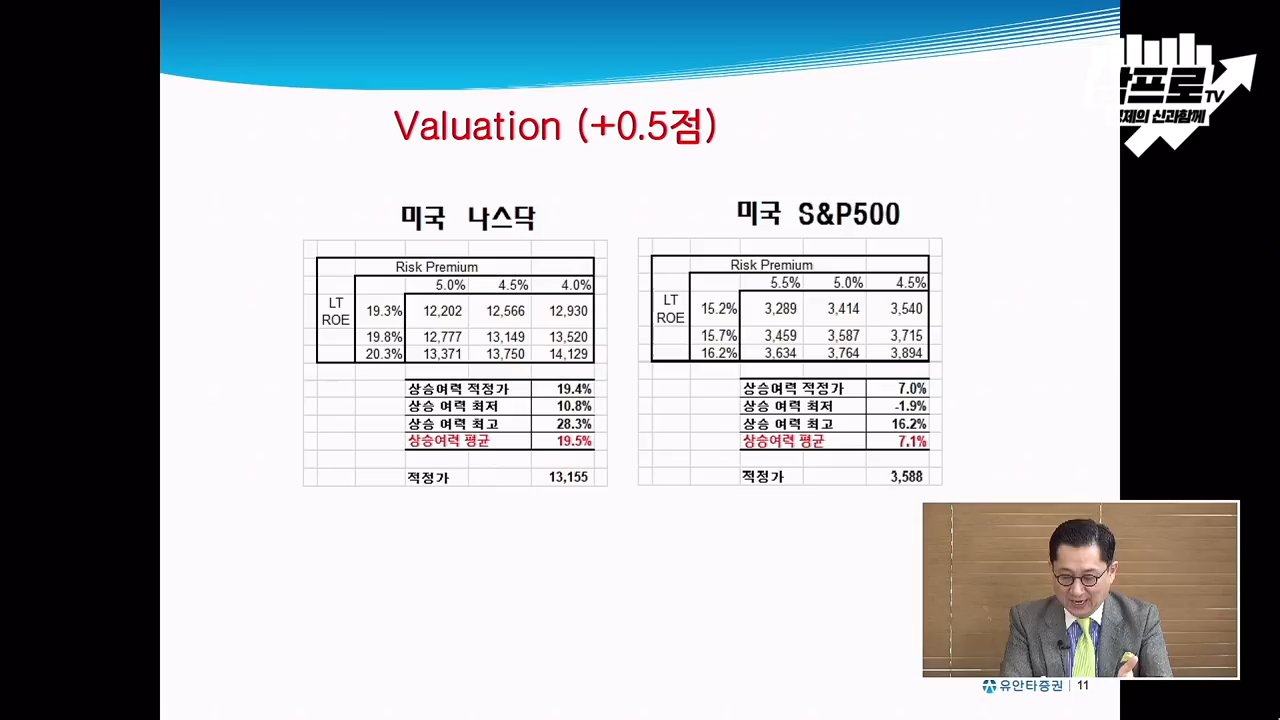 Valuation (+0.5점)
프로TV
경제의 신과함께
미국 나스닥
Risk Premium
5.0% 4.5% 4.0%
LT ROE
19.3% 12,202 12,566 12,930
19.8% 12,777 13,149 13,520
20.3% 13,371 13,750 14,129
상승여력 적정가 19.4%
상승 여력 최저 10.8%
상승 여력 최고 28.3%
상승여력 평균 19.5%
적정가 13,155
미국 S&P500
Risk Premium
5.5% 5.0% 4.5%
LT ROE
15.2% 3,289 3,414 3,540
15.7% 3,459 3,587 3,715
16.2% 3,634 3,764 3,894
상승여력 적정가 7.0%
상승 여력 최저 -1.9%
상승 여력 최고 16.2%
상승여력 평균 7.1%
적정가 3,588
유안타증권 | 11